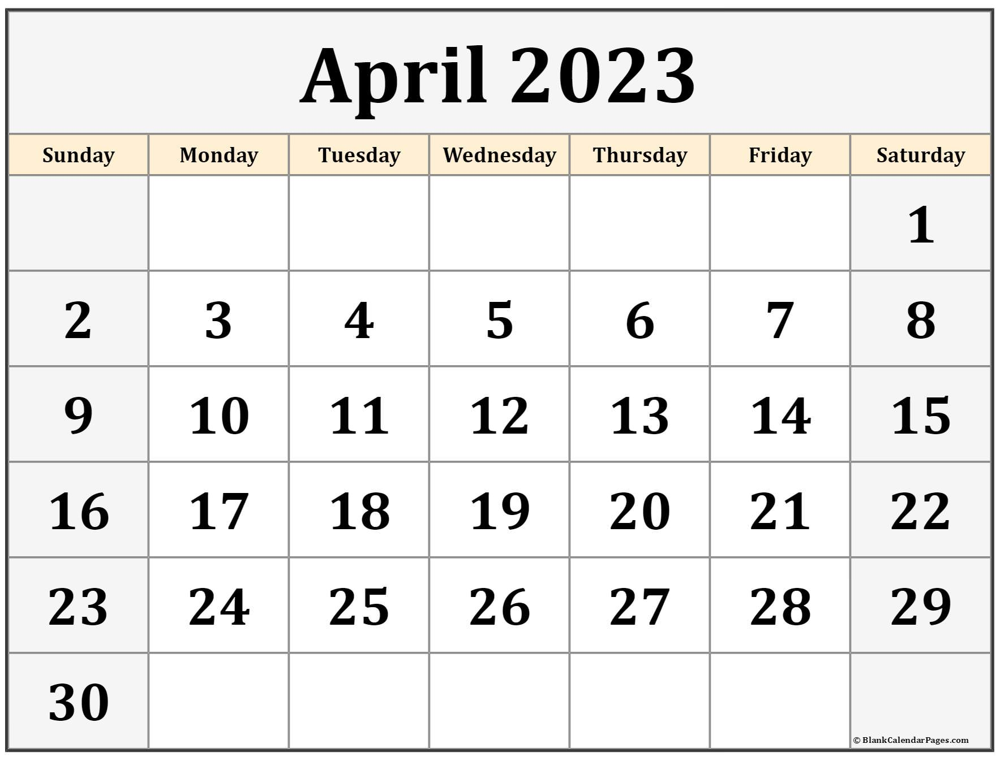 April 2023
Sunday Monday Tuesday Wednesday Thursday Friday Saturday
1
2 3 4 5 6 7 8
9 10 11 12 13 14 15
16 17 18 19 20 21 22
23 24 25 26 27 28 29
30
© BlankCalendarPages.com